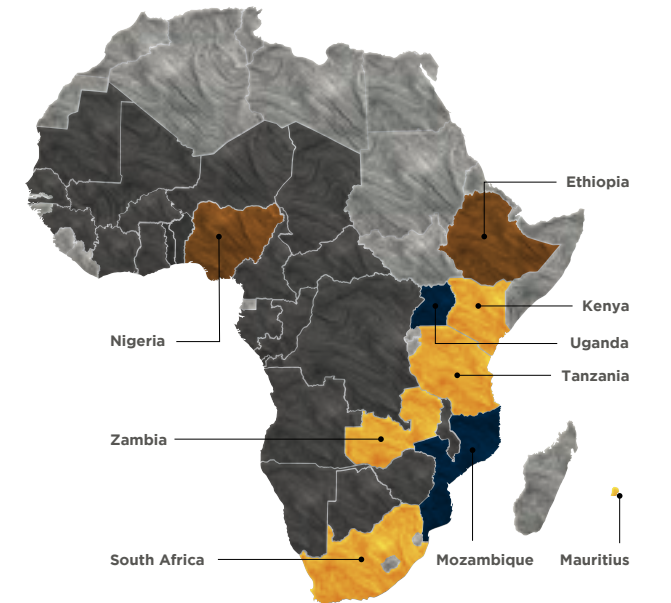 Ethiopia
Kenya
Nigeria
Uganda
Tanzania
Zambia
South Africa
Mozambique
Mauritius